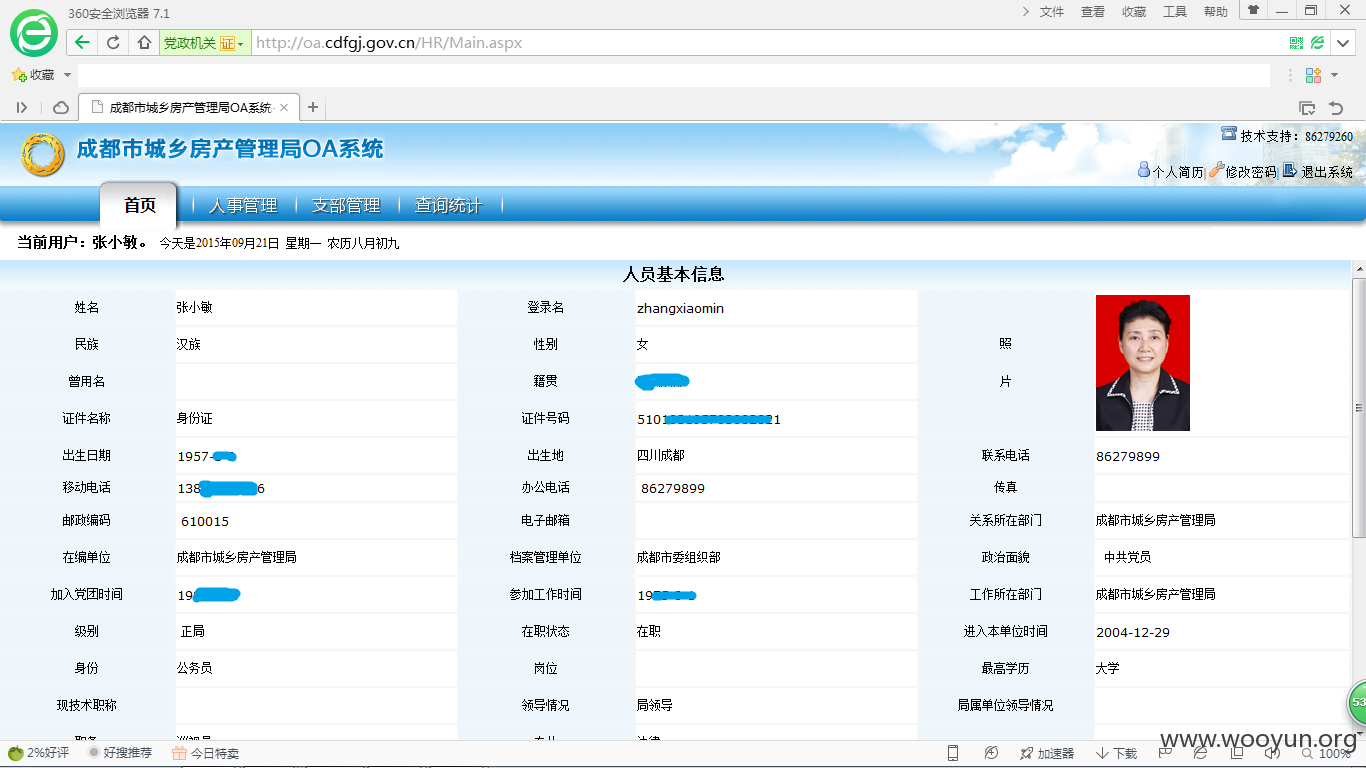 360安全浏览器 7.1
文件 查看 收藏 工具 帮助
党政机关 证 http://oa.cdfgj.gov.cn/HR/Main.aspx
收藏
成都市城乡房产管理局OA系统
成都市城乡房产管理局OA系统
技术支持：86279260
个人简历 | 修改密码 | 退出系统
首页 人事管理 支部管理 查询统计
当前用户：张小敏。 今天是2015年09月21日 星期一 农历八月初九
人员基本信息
姓名 张小敏 登录名 zhangxiaomin
民族 汉族 性别 女 照
曾用名 籍贯 片
证件名称 身份证 证件号码 5101 21
出生日期 1957- 出生地 四川成都 联系电话 86279899
移动电话 138 6 办公电话 86279899 传真
邮政编码 610015 电子邮箱 关系所在部门 成都市城乡房产管理局
在编单位 成都市城乡房产管理局 档案管理单位 成都市委组织部 政治面貌 中共党员
加入党团时间 19 参加工作时间 19 工作所在部门 成都市城乡房产管理局
级别 正局 在职状态 在职 进入本单位时间 2004-12-29
身份 公务员 岗位 最高学历 大学
现技术职称 领导情况 局领导 局属单位领导情况
53
2%好评 好搜推荐 今日特卖 加速器 下载 100%
www.wooyun.org